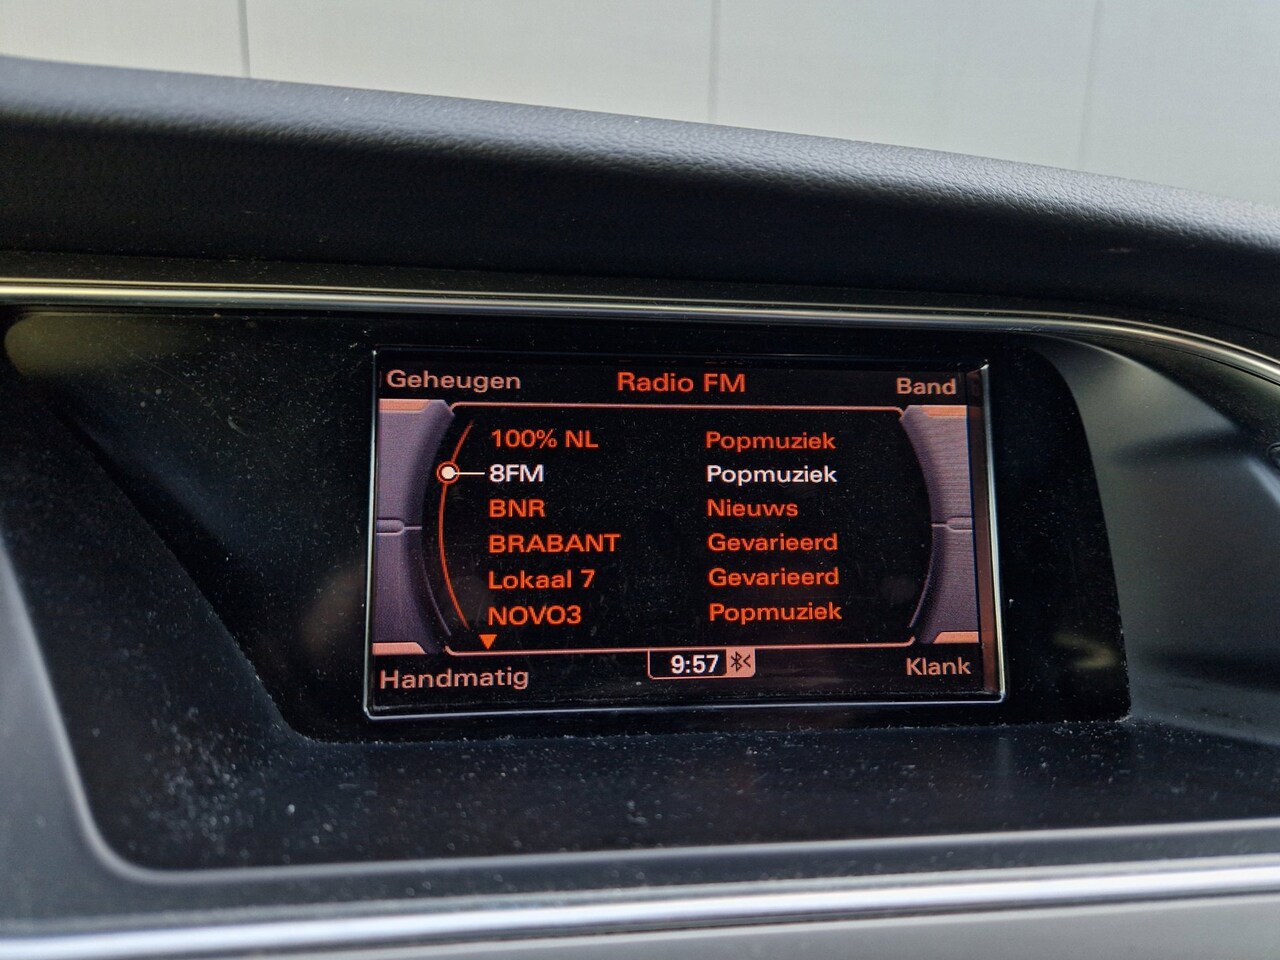 Geheugen Radio FM Band
100% NL Popmuziek
8FM Popmuziek
BNR Nieuws
BRABANT Gevarieerd
Lokaal 7 Gevarieerd
NOVO3 Popmuziek
Handmatig 9:57 Klank